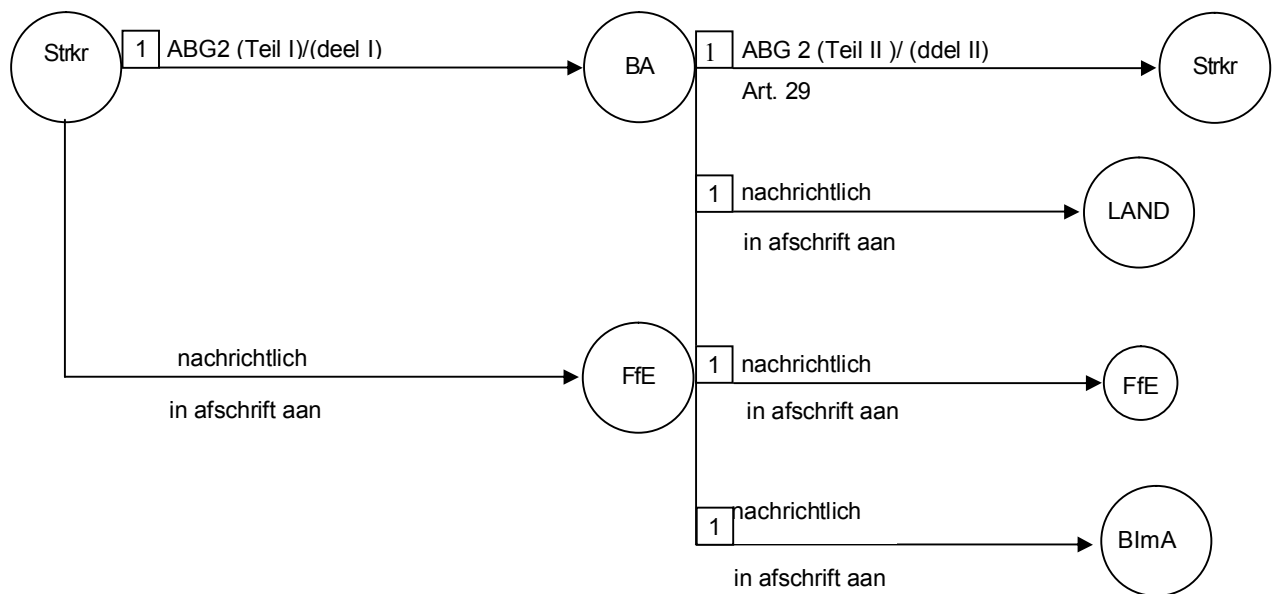 Strkr
1 ABG2 (Teil I)/(deel I)
BA
1 ABG 2 (Teil II )/ (ddel II)
Strkr
Art. 29
1 nachrichtlich
LAND
in afschrift aan
nachrichtlich
in afschrift aan
FfE
1 nachrichtlich
in afschrift aan
FfE
1 nachrichtlich
in afschrift aan
BImA